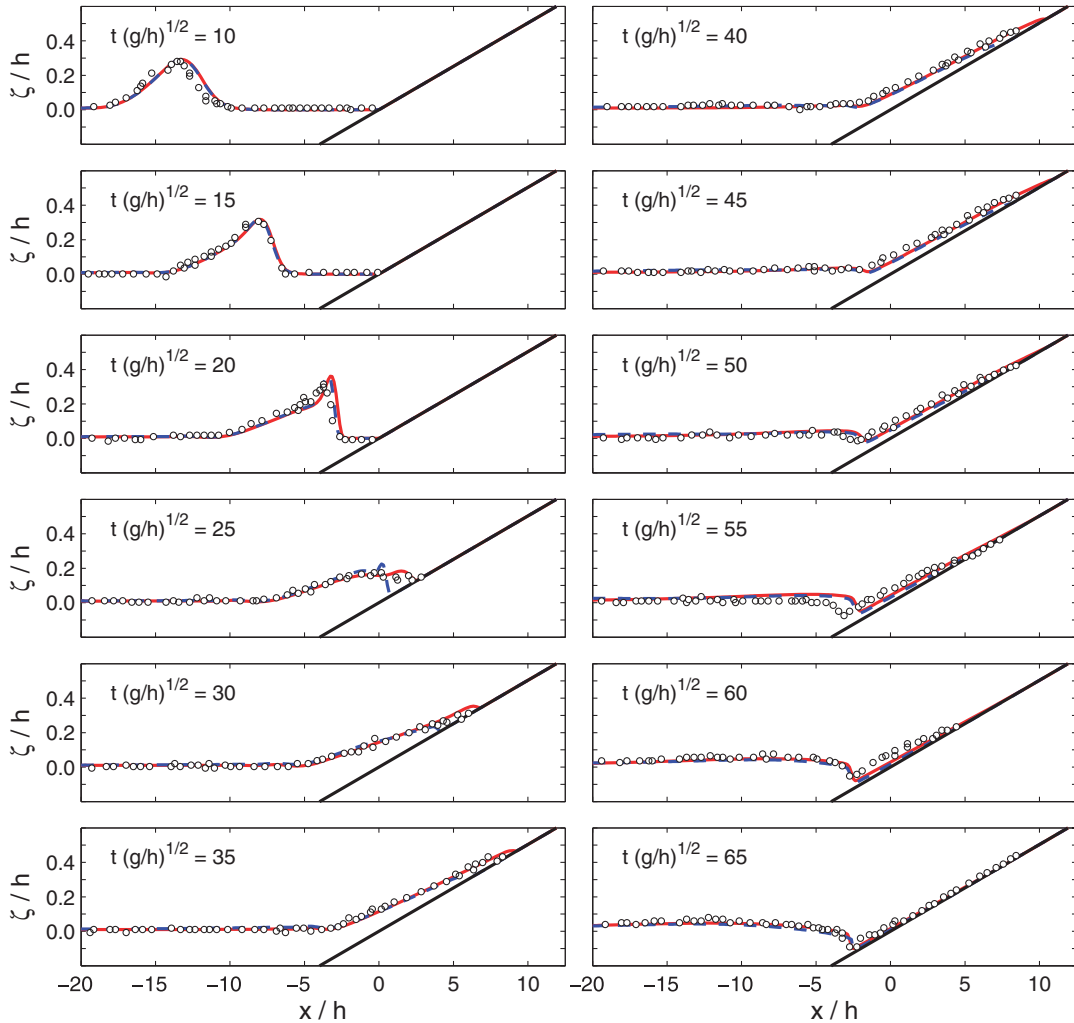 t (g/h)^1/2 = 10
ζ / h
0.4
0.2
0.0
t (g/h)^1/2 = 15
ζ / h
0.4
0.2
0.0
t (g/h)^1/2 = 20
ζ / h
0.4
0.2
0.0
t (g/h)^1/2 = 25
ζ / h
0.4
0.2
0.0
t (g/h)^1/2 = 30
ζ / h
0.4
0.2
0.0
t (g/h)^1/2 = 35
ζ / h
0.4
0.2
0.0
−20 −15 −10 −5 0 5 10
x / h
t (g/h)^1/2 = 40
t (g/h)^1/2 = 45
t (g/h)^1/2 = 50
t (g/h)^1/2 = 55
t (g/h)^1/2 = 60
t (g/h)^1/2 = 65
−20 −15 −10 −5 0 5 10
x / h